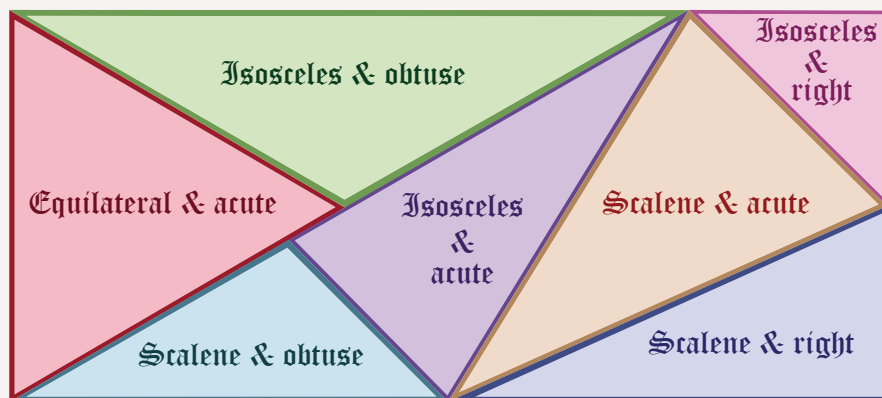 Isosceles & obtuse
Isosceles
&
right
Equilateral & acute
Isosceles
&
acute
Scalene & acute
Scalene & obtuse
Scalene & right